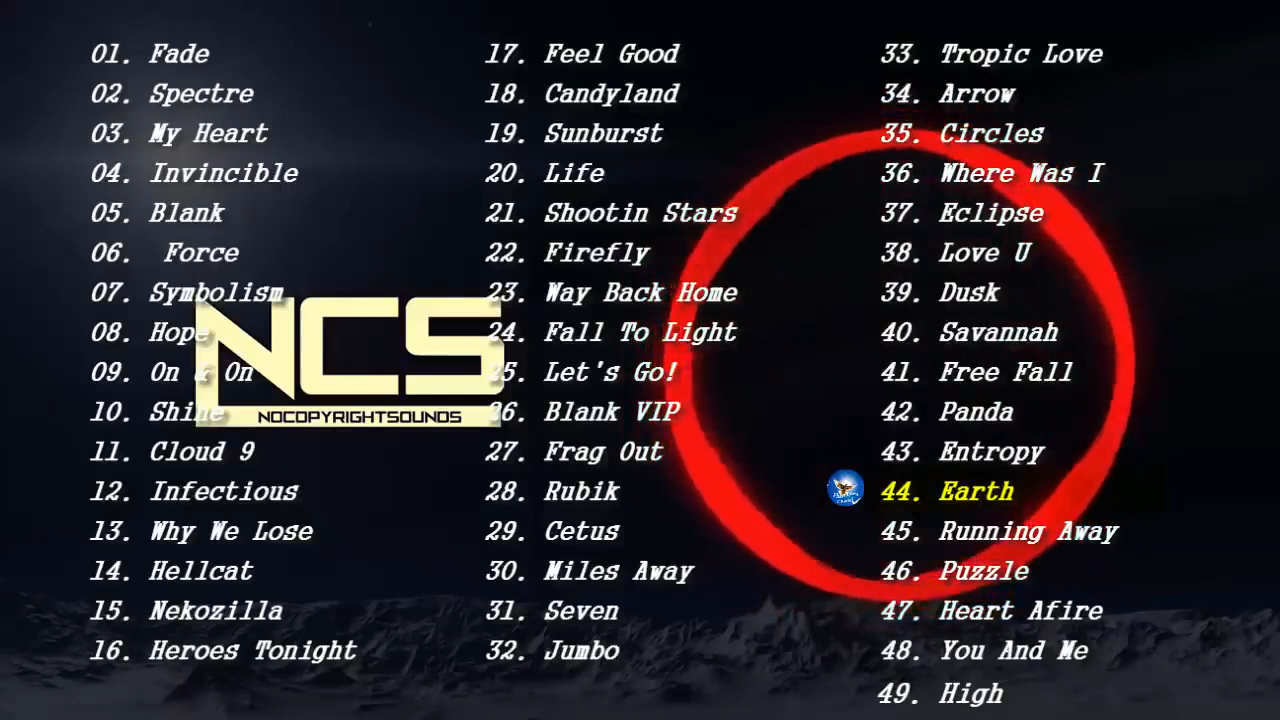 01. Fade
02. Spectre
03. My Heart
04. Invincible
05. Blank
06. Force
07. Symbolism
08. Hope
09. On & On
10. Shine
11. Cloud 9
12. Infectious
13. Why We Lose
14. Hellcat
15. Nekozilla
16. Heroes Tonight
NCS
NOCOPYRIGHTSOUNDS
17. Feel Good
18. Candyland
19. Sunburst
20. Life
21. Shootin Stars
22. Firefly
23. Way Back Home
24. Fall To Light
25. Let's Go!
26. Blank VIP
27. Frag Out
28. Rubik
29. Cetus
30. Miles Away
31. Seven
32. Jumbo
33. Tropic Love
34. Arrow
35. Circles
36. Where Was I
37. Eclipse
38. Love U
39. Dusk
40. Savannah
41. Free Fall
42. Panda
43. Entropy
44. Earth
45. Running Away
46. Puzzle
47. Heart Afire
48. You And Me
49. High